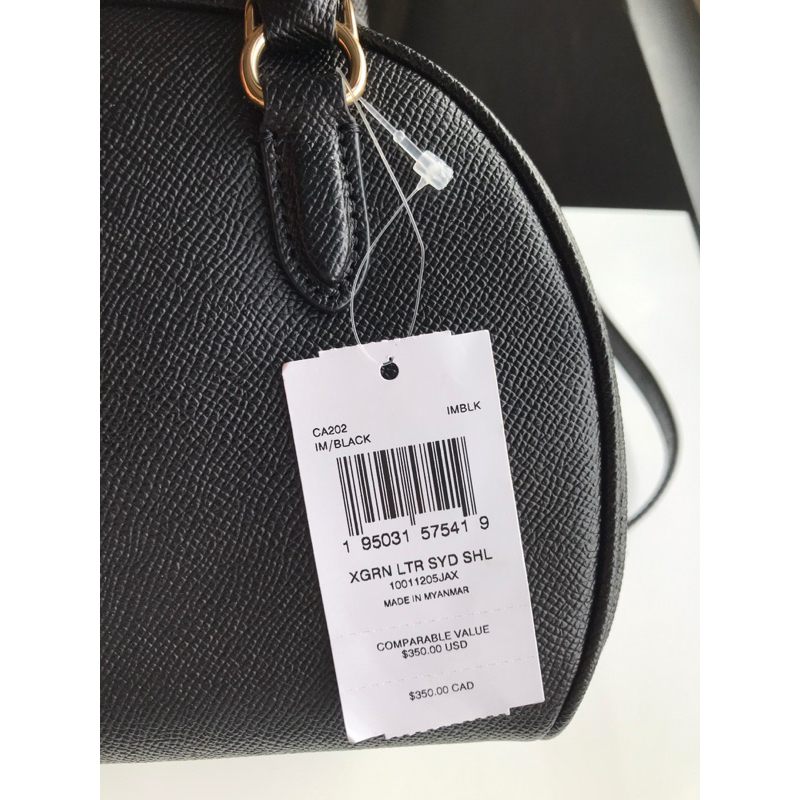 IMBLK
CA202
IM/BLACK
1 95031 57541 9
XGRN LTR SYD SHL
10011205JAX
MADE IN MYANMAR
COMPARABLE VALUE
$350.00 USD
$350.00 CAD